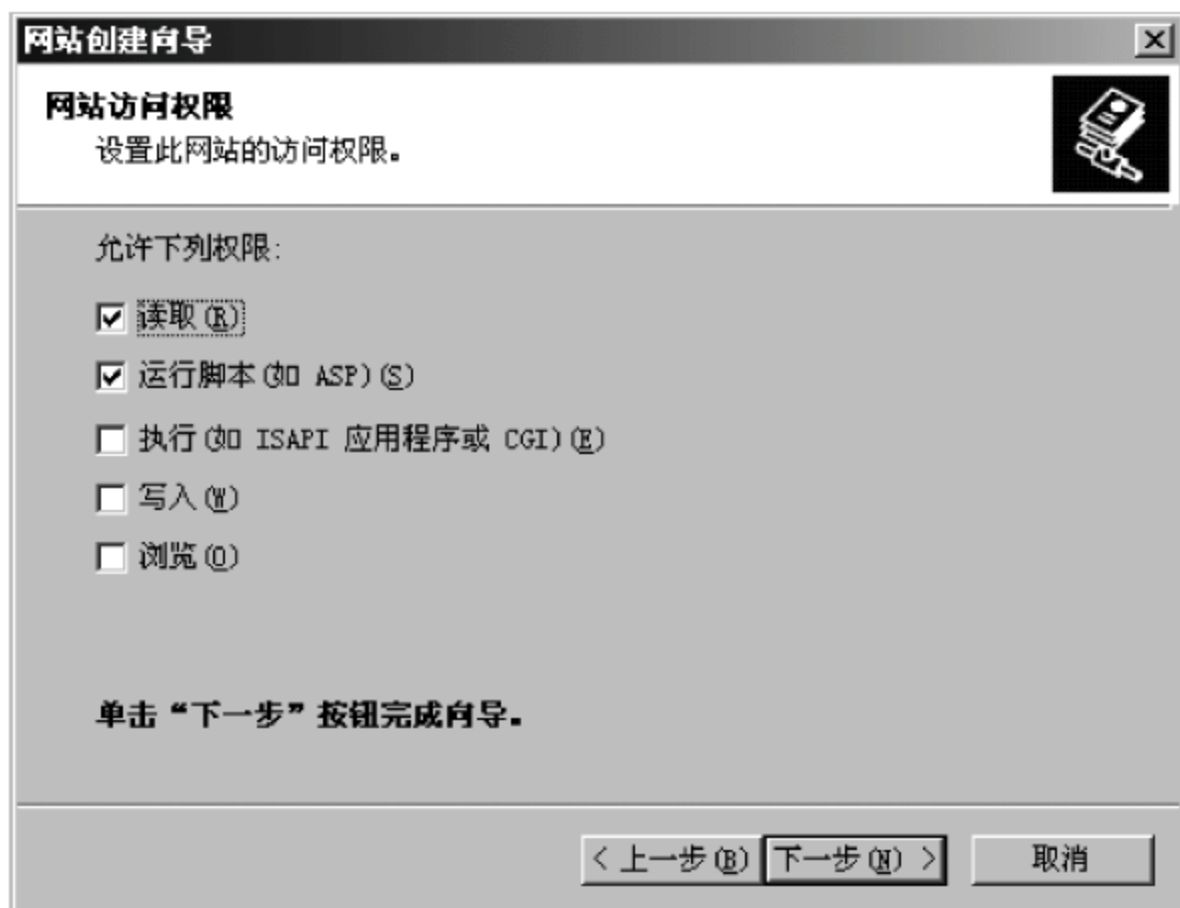 网站创建向导
网站访问权限
设置此网站的访问权限。
允许下列权限:
读取(R)
运行脚本(如 ASP)(S)
执行(如 ISAPI 应用程序或 CGI)(E)
写入(W)
浏览(O)
单击“下一步”按钮完成向导。
< 上一步(B) 下一步(N) > 取消